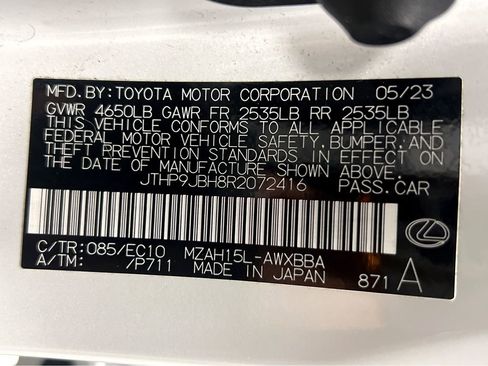 MFD.BY:TOYOTA MOTOR CORPORATION 05/23
GVWR 4650LB GAWR FR 2535LB RR 2535LB
THIS VEHICLE CONFORMS TO ALL APPLICABLE
FEDERAL MOTOR VEHICLE SAFETY, BUMPER, AND
THEFT PREVENTION STANDARDS IN EFFECT ON
THE DATE OF MANUFACTURE SHOWN ABOVE.
JTHP9JBH8R2072416 PASS.CAR
C/TR:085/EC10 MZAH15L-AWXBBA
A/TM: /P711 MADE IN JAPAN 871 A